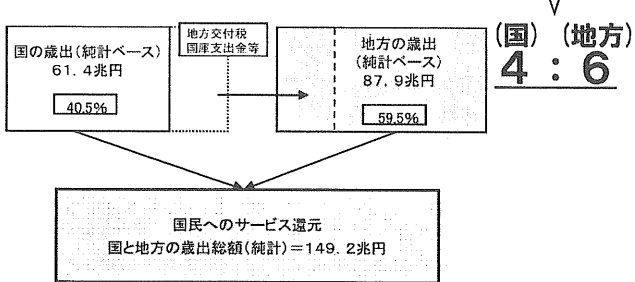 国の歳出（純計ベース）
61.4兆円
40.5%
地方交付税
国庫支出金等
地方の歳出
（純計ベース）
87.9兆円
59.5%
(国) (地方)
4 : 6
国民へのサービス還元
国と地方の歳出総額(純計)＝149.2兆円